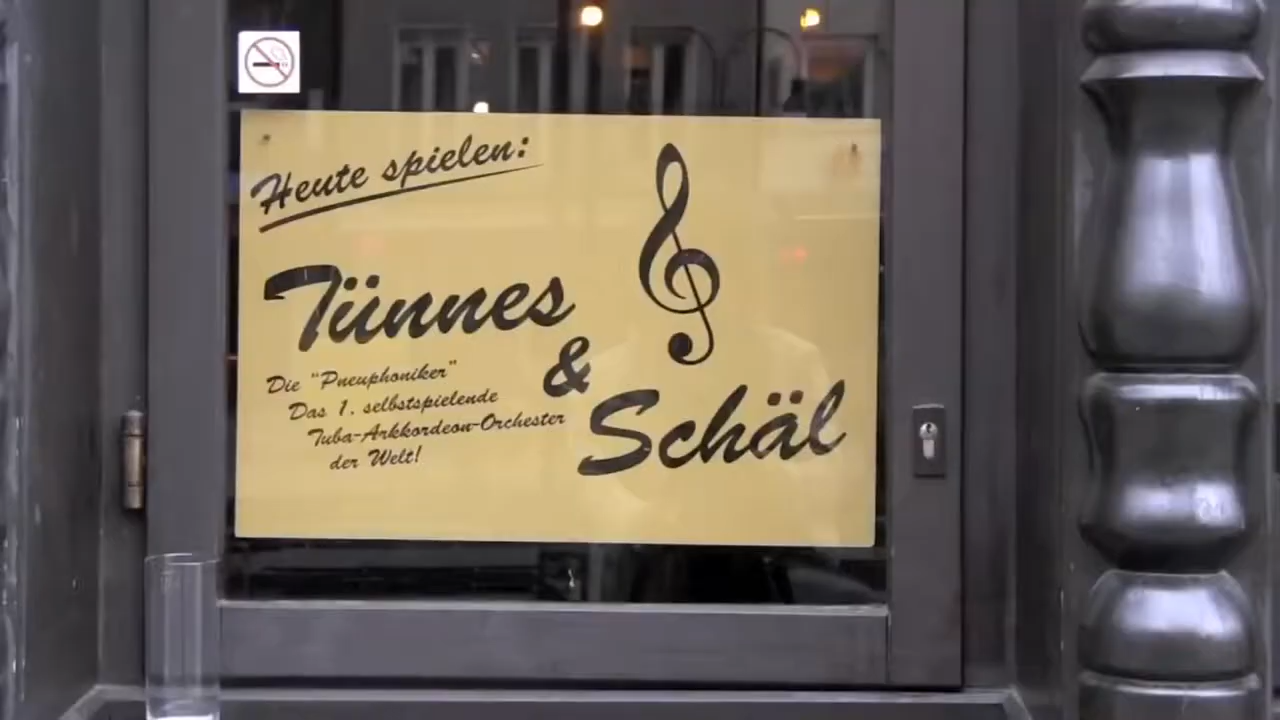 Heute spielen:
Tünnes
&
Schäl
Die "Pneuphoniker"
Das 1. selbstspielende
Tuba-Arkkordeon-Orchester
der Welt!